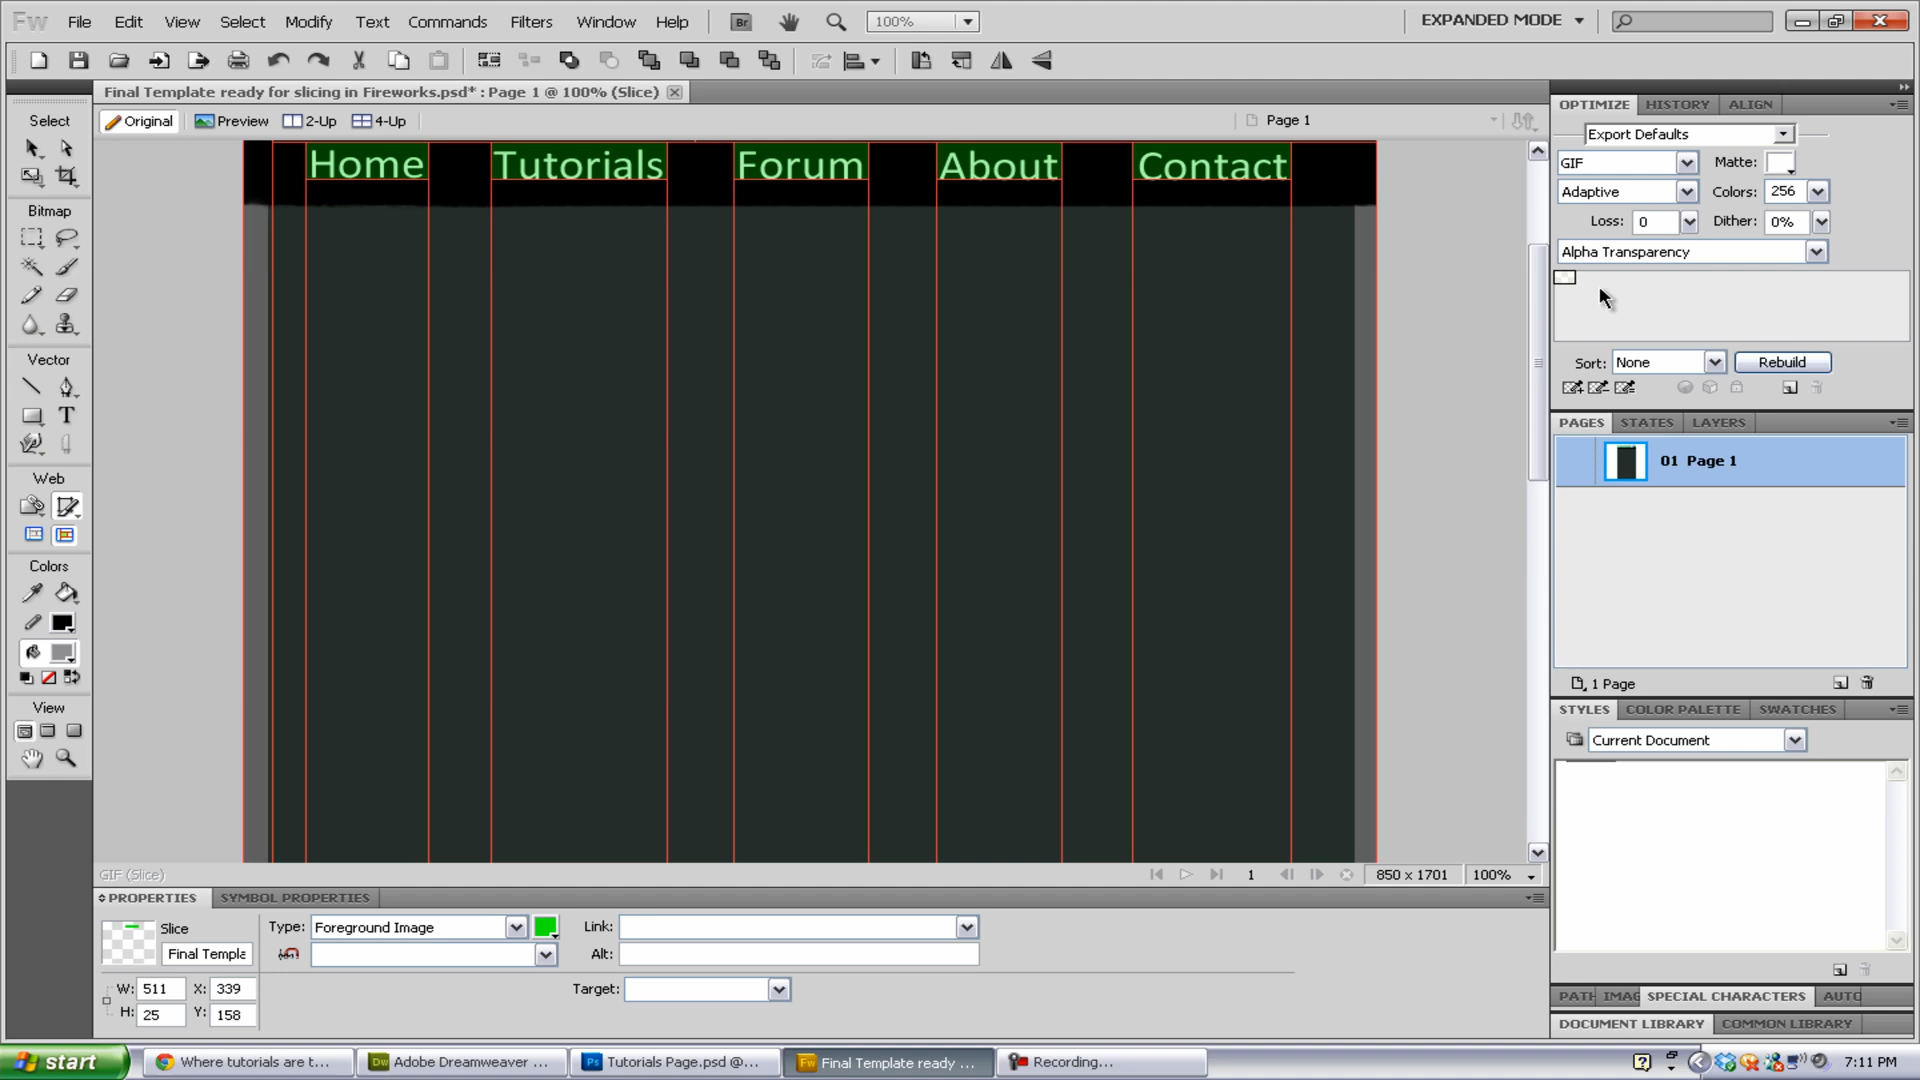 Fw File Edit View Select Modify Text Commands Filters Window Help Br 100% EXPANDED MODE
Final Template ready for slicing in Fireworks.psd* : Page 1 @ 100% (Slice)
Original Preview 2-Up 4-Up Page 1
Select
Bitmap
Vector
T
Web
Colors
View
Home Tutorials Forum About Contact
GIF (Slice) 1 850 x 1701 100%
PROPERTIES SYMBOL PROPERTIES
Slice Type: Foreground Image Link:
Final Templa Alt:
W: 511 X: 339 Target:
H: 25 Y: 158
OPTIMIZE HISTORY ALIGN
Export Defaults
GIF Matte:
Adaptive Colors: 256
Loss: 0 Dither: 0%
Alpha Transparency
Sort: None Rebuild
PAGES STATES LAYERS
01 Page 1
1 Page
STYLES COLOR PALETTE SWATCHES
Current Document
PATH IMAG SPECIAL CHARACTERS AUTO
DOCUMENT LIBRARY COMMON LIBRARY
start Where tutorials are t... Dw Adobe Dreamweaver ... Ps Tutorials Page.psd @... Fw Final Template ready ... Recording... 7:11 PM